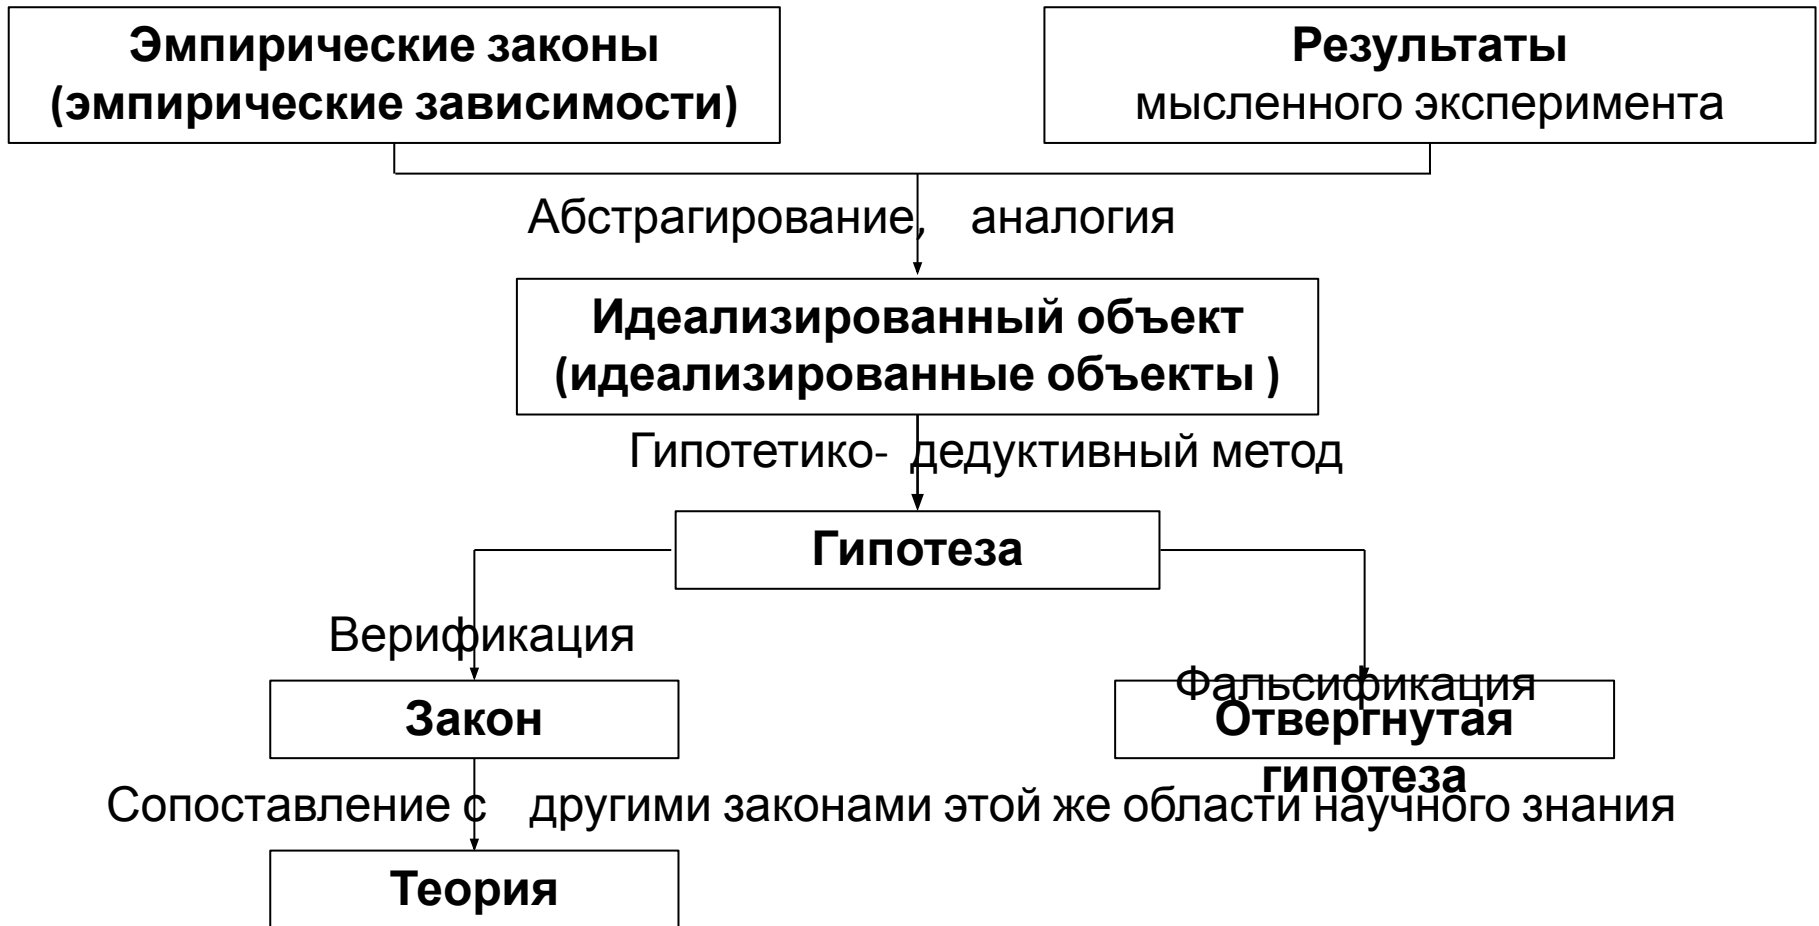 Эмпирические законы
(эмпирические зависимости)
Результаты
мысленного эксперимента
Абстрагирование, аналогия
Идеализированный объект
(идеализированные объекты )
Гипотетико- дедуктивный метод
Гипотеза
Верификация
Фальсификация
Закон
Отвергнутая
гипотеза
Сопоставление с другими законами этой же области научного знания
Теория